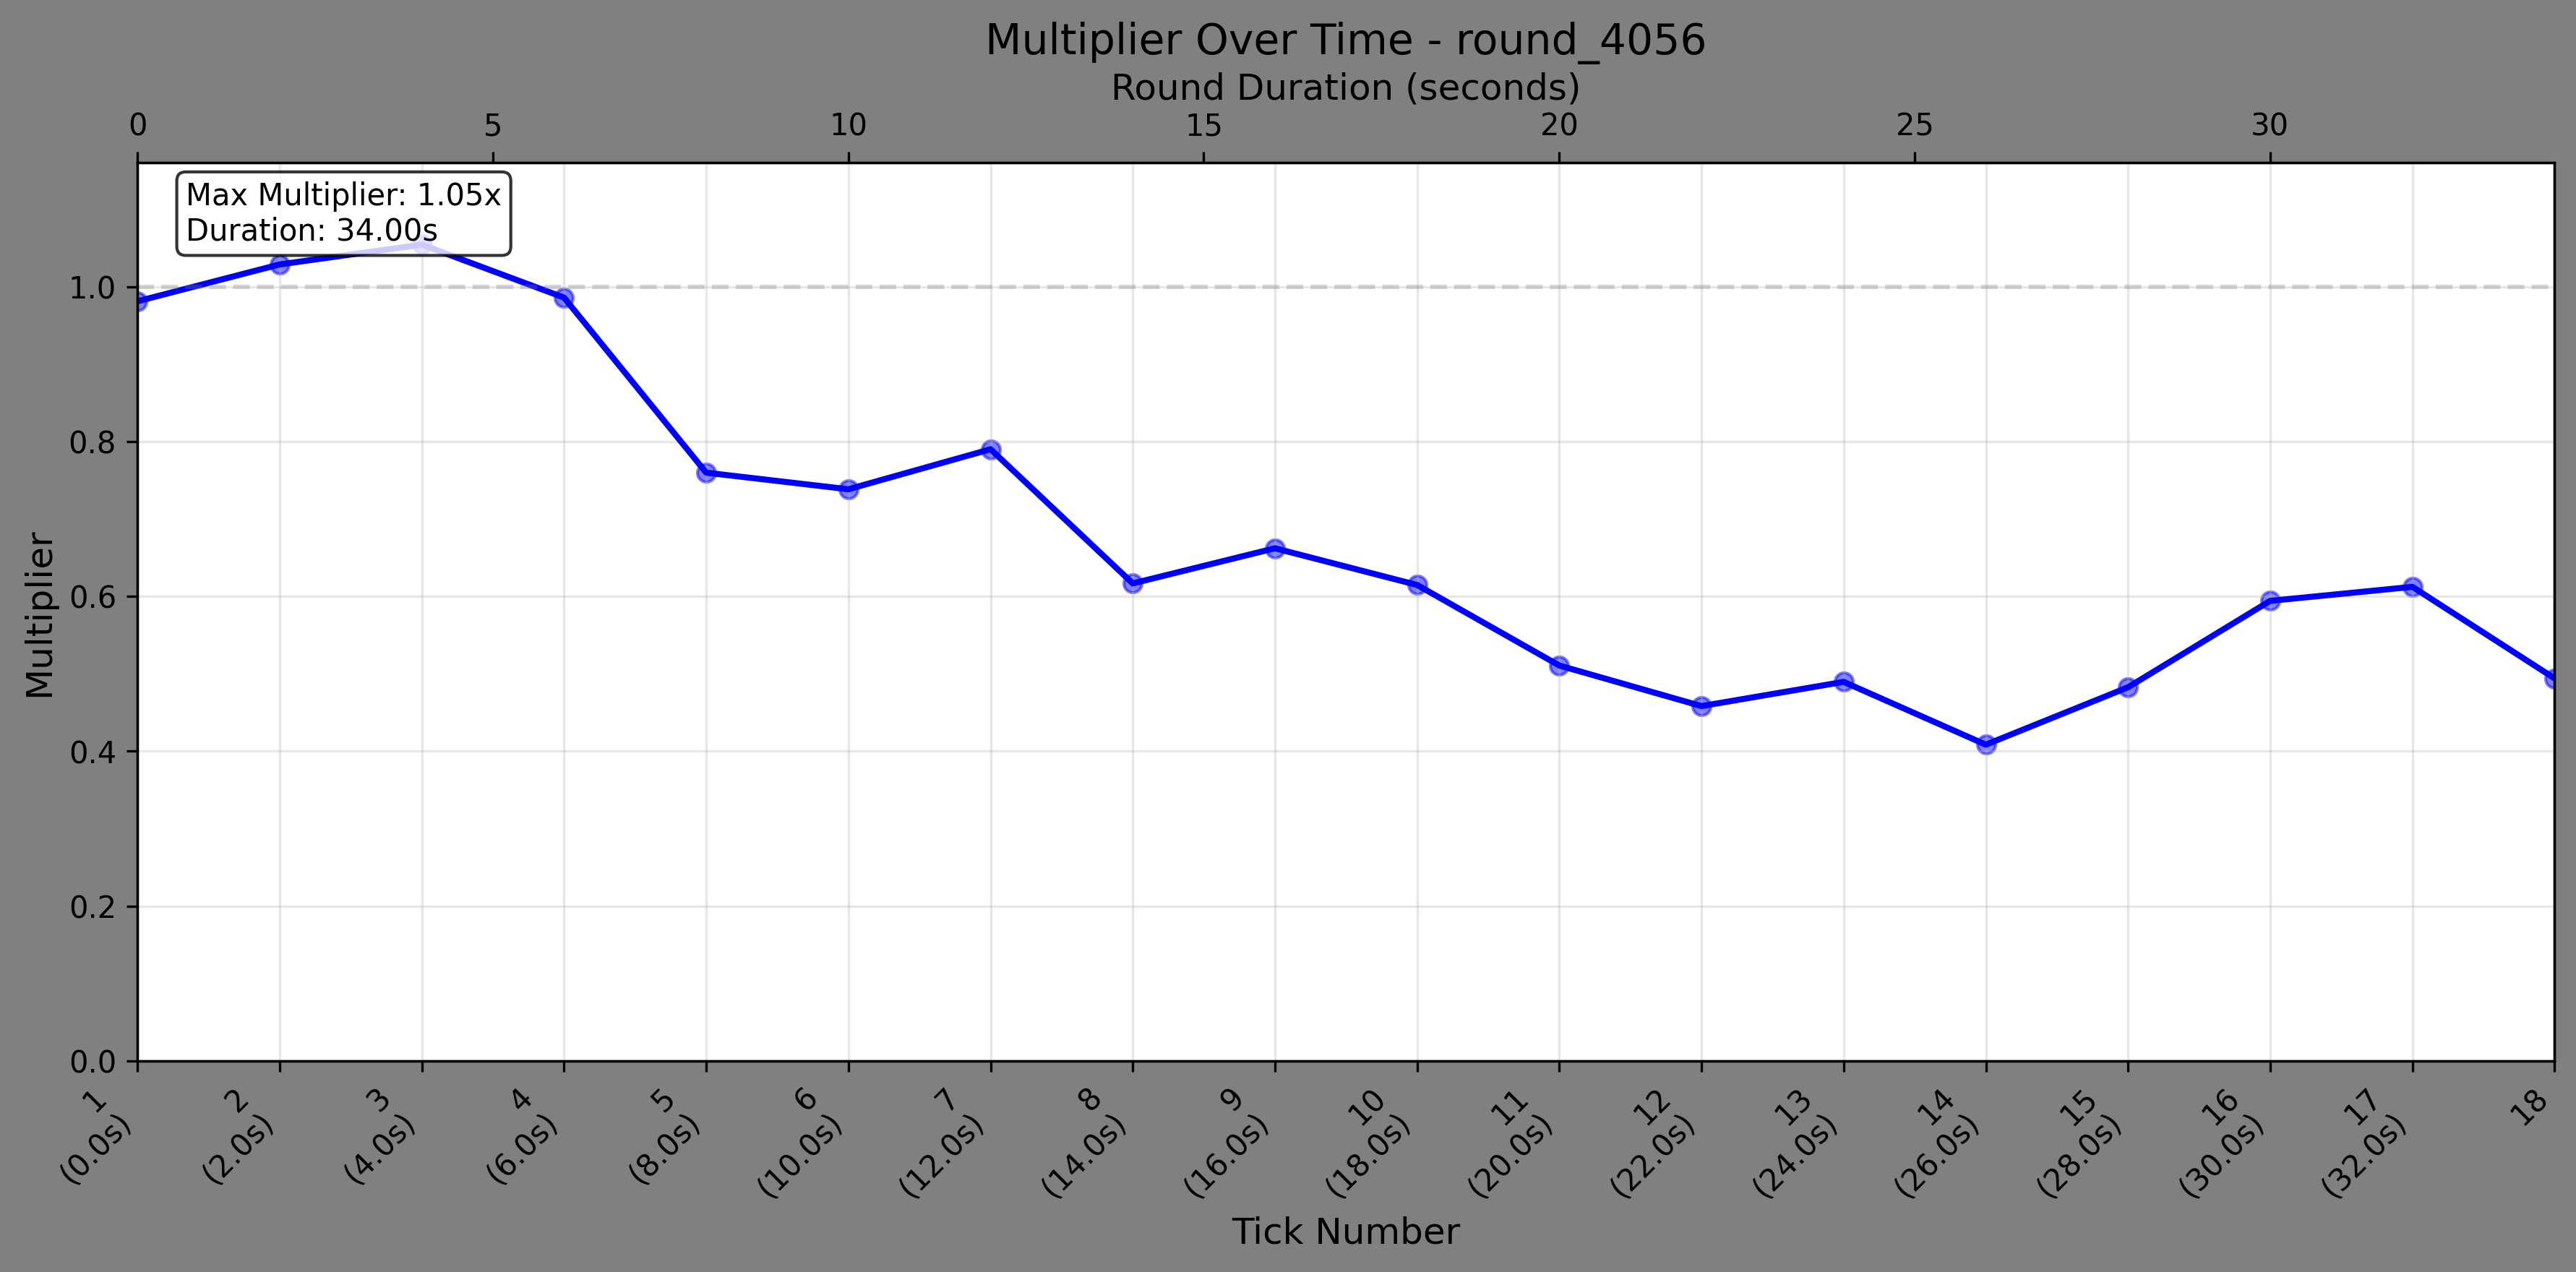 Multiplier Over Time - round_4056
Round Duration (seconds)
0 5 10 15 20 25 30
Max Multiplier: 1.05x
Duration: 34.00s
Multiplier
1.0
0.8
0.6
0.4
0.2
0.0
1 2 3 4 5 6 7 8 9 10 11 12 13 14 15 16 17 18
(0.0s) (2.0s) (4.0s) (6.0s) (8.0s) (10.0s) (12.0s) (14.0s) (16.0s) (18.0s) (20.0s) (22.0s) (24.0s) (26.0s) (28.0s) (30.0s) (32.0s)
Tick Number